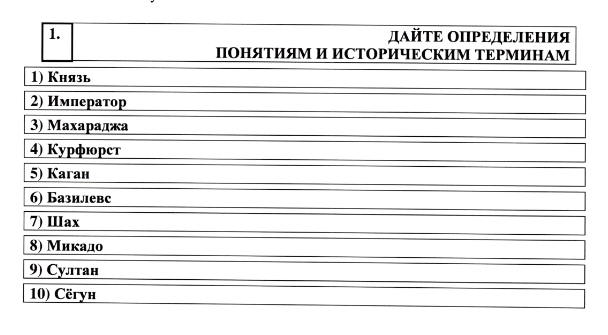 1.
ДАЙТЕ ОПРЕДЕЛЕНИЯ
ПОНЯТИЯМ И ИСТОРИЧЕСКИМ ТЕРМИНАМ
1) Князь
2) Император
3) Махараджа
4) Курфюрст
5) Каган
6) Базилевс
7) Шах
8) Микадо
9) Султан
10) Сёгун